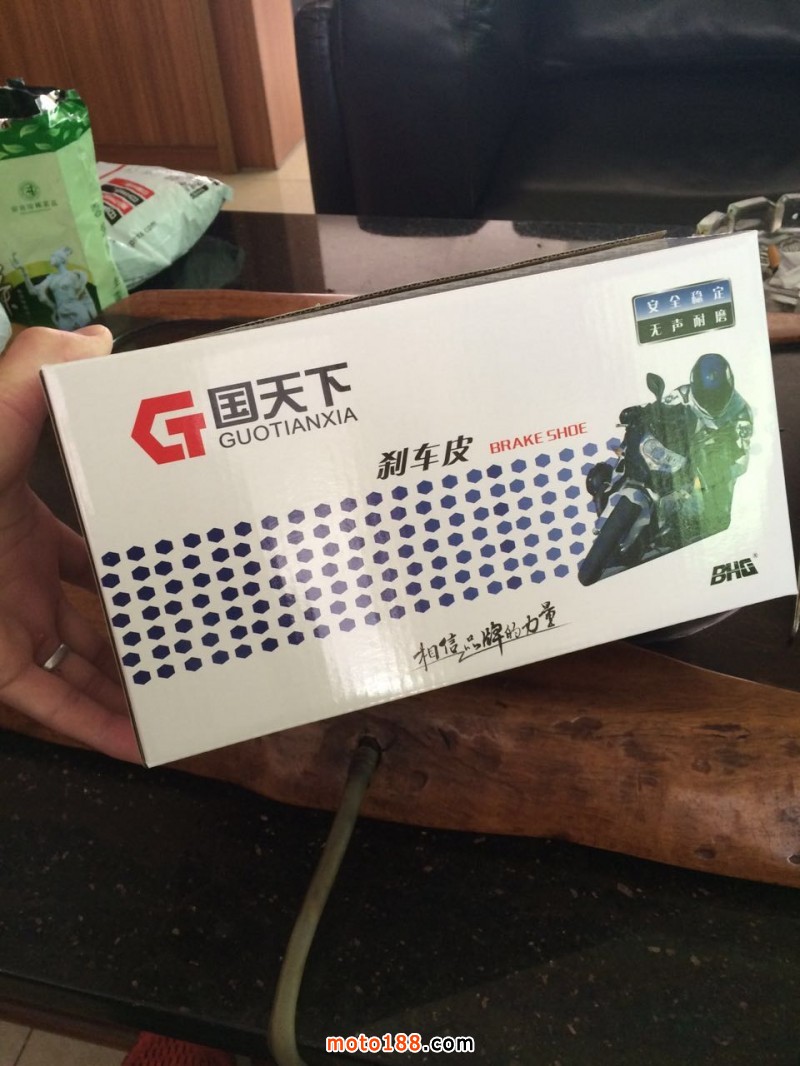 安全稳定
无声耐磨
国天下
GUOTIANXIA
刹车皮 BRAKE SHOE
BHG®
相信品牌的力量
moto188.com